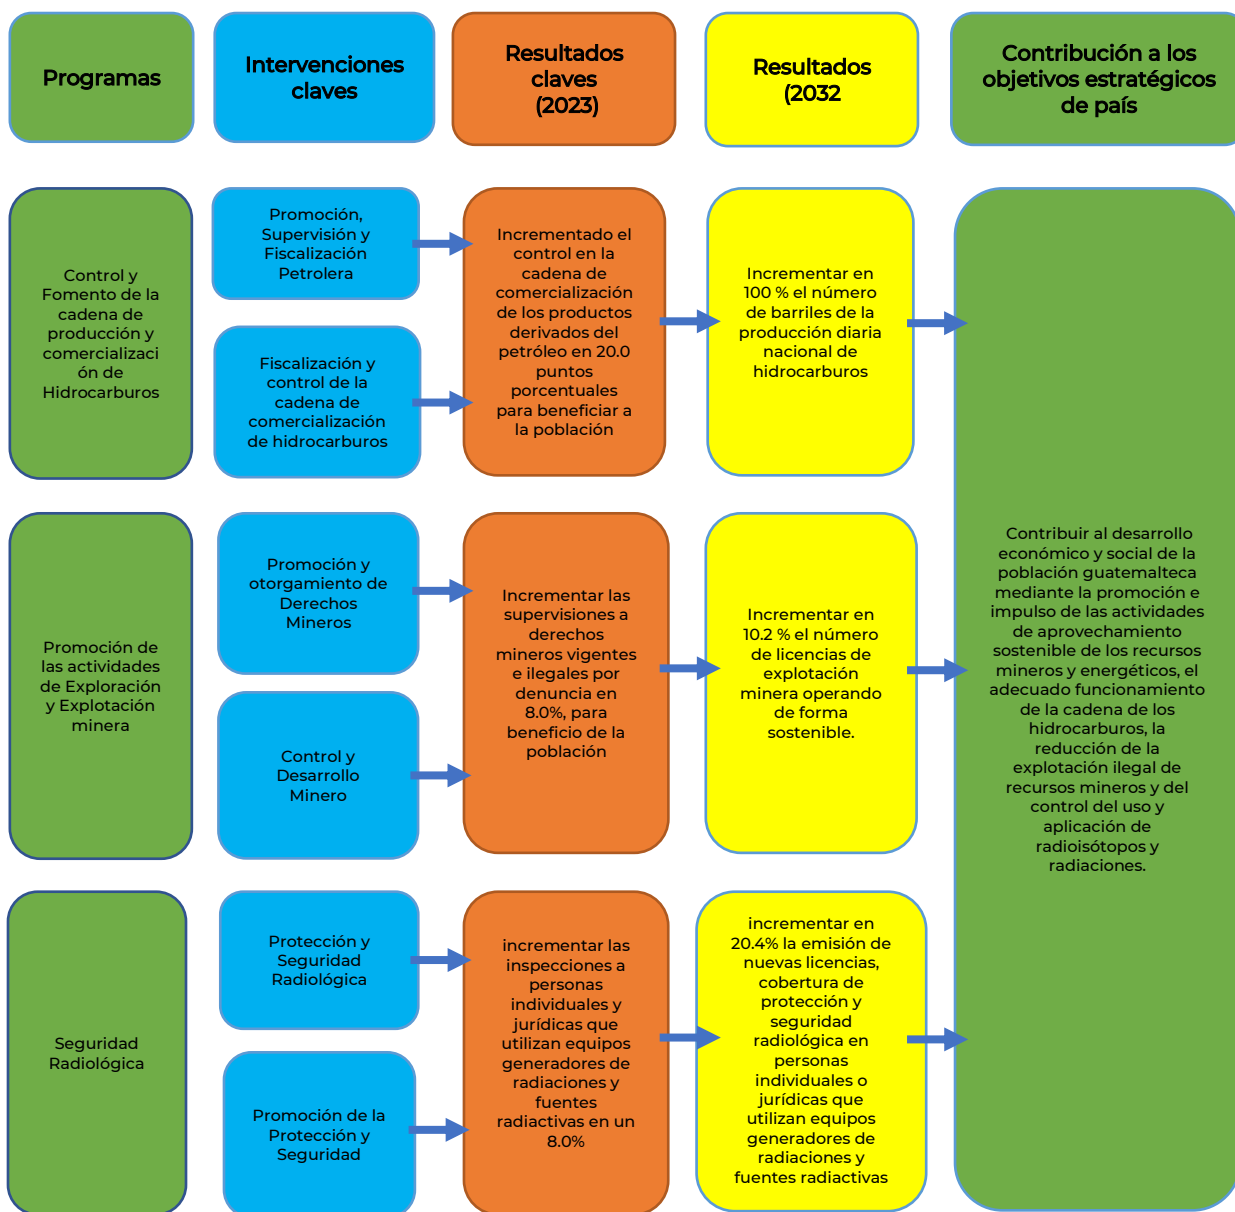 Programas
Intervenciones
claves
Resultados
claves
(2023)
Resultados
(2032
Contribución a los
objetivos estratégicos
de país
Control y
Fomento de la
cadena de
producción y
comercializaci
ón de
Hidrocarburos
Promoción,
Supervisión y
Fiscalización
Petrolera
Fiscalización y
control de la
cadena de
comercialización
de hidrocarburos
Incrementado el
control en la
cadena de
comercialización
de los productos
derivados del
petróleo en 20.0
puntos
porcentuales
para beneficiar a
la población
Incrementar en
100 % el número
de barriles de la
producción diaria
nacional de
hidrocarburos
Promoción de
las actividades
de Exploración
y Explotación
minera
Promoción y
otorgamiento de
Derechos
Mineros
Control y
Desarrollo
Minero
Incrementar las
supervisiones a
derechos
mineros vigentes
e ilegales por
denuncia en
8.0%, para
beneficio de la
población
Incrementar en
10.2 % el número
de licencias de
explotación
minera operando
de forma
sostenible.
Seguridad
Radiológica
Protección y
Seguridad
Radiológica
Promoción de la
Protección y
Seguridad
incrementar las
inspecciones a
personas
individuales y
jurídicas que
utilizan equipos
generadores de
radiaciones y
fuentes
radiactivas en un
8.0%
incrementar en
20.4% la emisión de
nuevas licencias,
cobertura de
protección y
seguridad
radiológica en
personas
individuales o
jurídicas que
utilizan equipos
generadores de
radiaciones y
fuentes radiactivas
Contribuir al desarrollo
económico y social de la
población guatemalteca
mediante la promoción e
impulso de las actividades
de aprovechamiento
sostenible de los recursos
mineros y energéticos, el
adecuado funcionamiento
de la cadena de los
hidrocarburos, la
reducción de la
explotación ilegal de
recursos mineros y del
control del uso y
aplicación de
radioisótopos y
radiaciones.